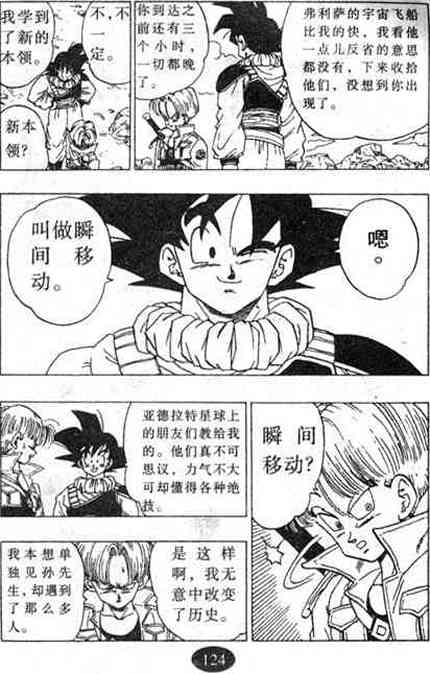 弗利萨的宇宙飞船
比我的快，我看他
一点儿反省的意思
都没有，下来收拾
他们，没想到你出
现了。
你到达之
前还有三
个小时，
一切都晚
了。
不，不
一定。
我学到
了新的
本领。
新本
领？
嗯
。
叫做瞬
间移
动。
瞬间
移动？
亚德拉特星球上
的朋友们教给我
的。他们真不可
思议，力气不大
可却懂得各种绝
技。
是这样
啊，我无
意中改变
了历史。
我本想单
独见孙先
生，却遇到
了那么多
人。
124